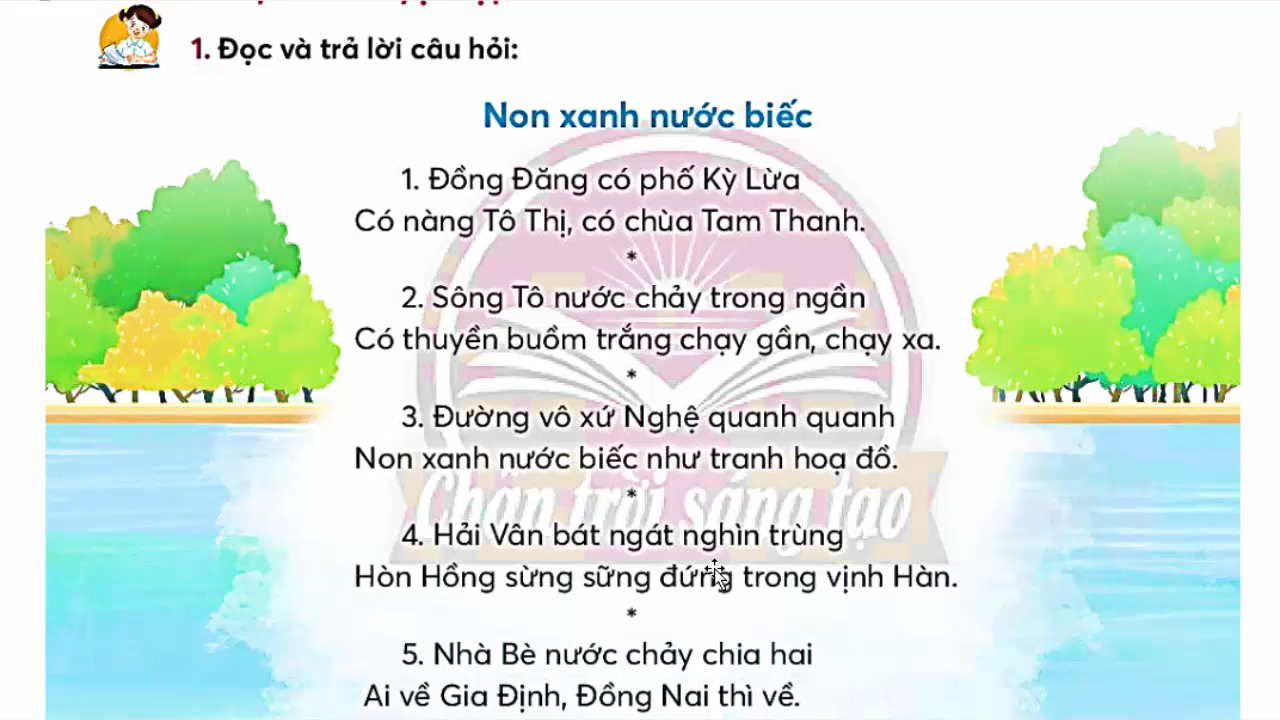 1. Đọc và trả lời câu hỏi:
Non xanh nước biếc
1. Đồng Đăng có phố Kỳ Lừa
Có nàng Tô Thị, có chùa Tam Thanh.
*
2. Sông Tô nước chảy trong ngần
Có thuyền buồm trắng chạy gần, chạy xa.
*
3. Đường vô xứ Nghệ quanh quanh
Non xanh nước biếc như tranh hoạ đồ.
*
Chân trời sáng tạo
4. Hải Vân bát ngát nghìn trùng
Hòn Hồng sừng sững đứng trong vịnh Hàn.
*
5. Nhà Bè nước chảy chia hai
Ai về Gia Định, Đồng Nai thì về.